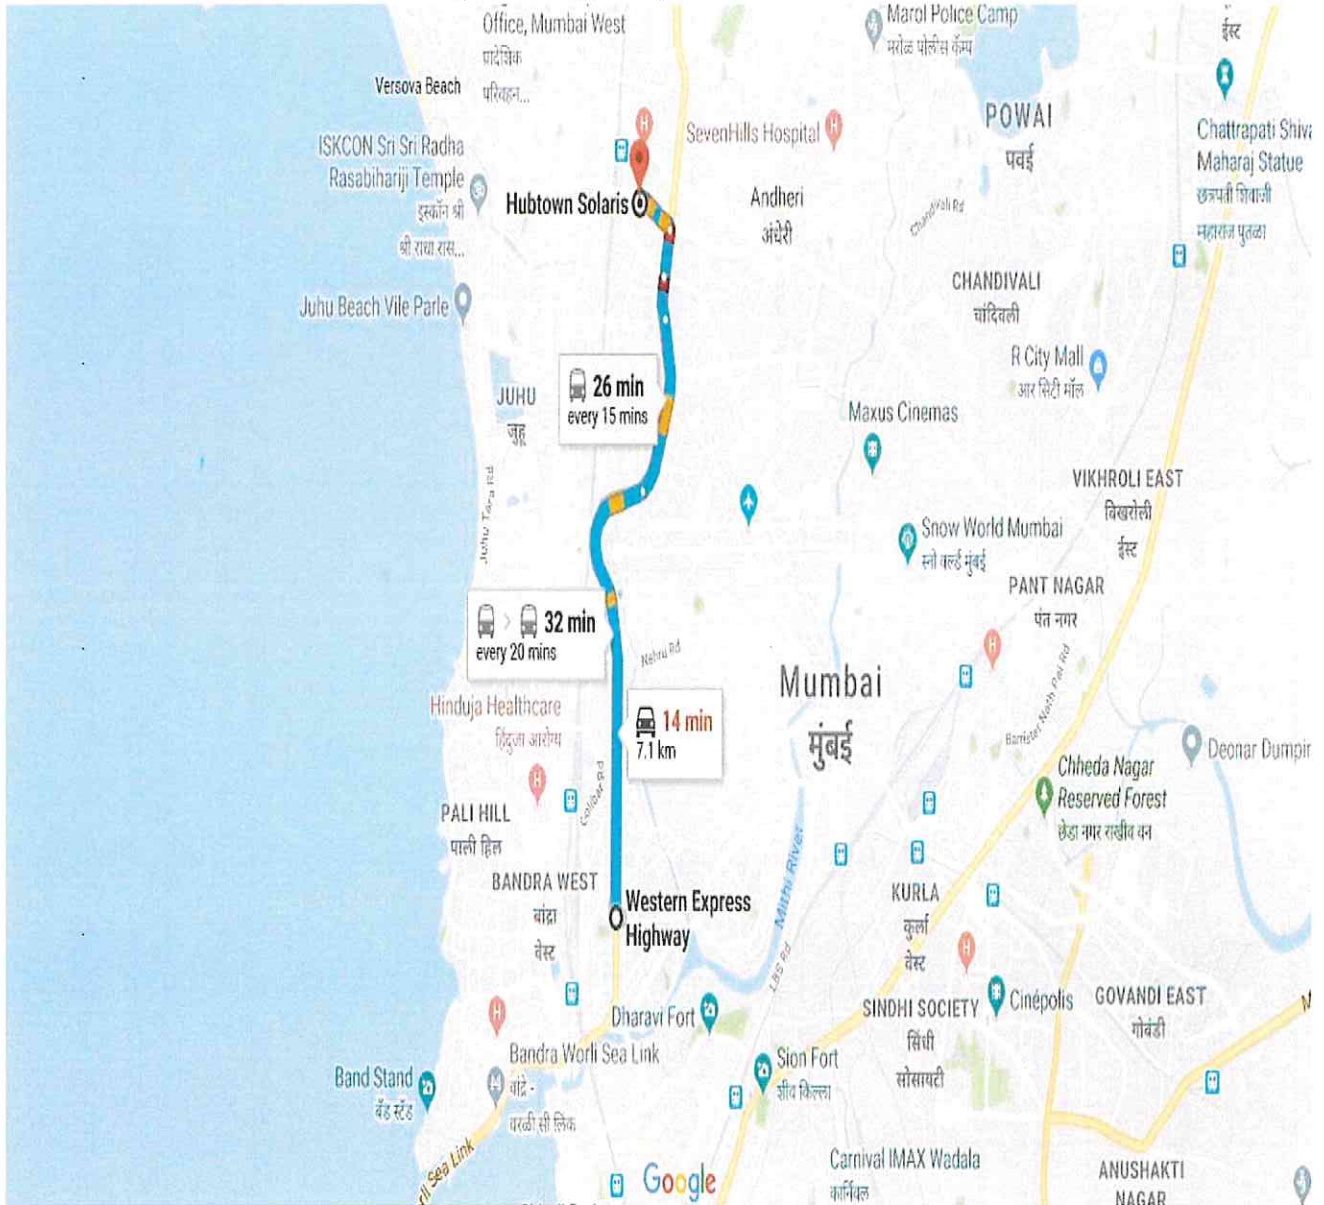 Office, Mumbai West
प्रादेशिक
परिवहन...
Marol Police Camp
मरोळ पोलीस कॅम्प
ईस्ट
Versova Beach
POWAI
पवई
ISKCON Sri Sri Radha
Rasabihariji Temple
इस्कॉन श्री
श्री राधा रास...
H
SevenHills Hospital
H
Chattrapati Shiva
Maharaj Statue
छत्रपती शिवाजी
महाराज पुतळा
Hubtown Solaris
Andheri
अंधेरी
Chandivali Rd
CHANDIVALI
चांदिवली
Juhu Beach Vile Parle
R City Mall
आर सिटी मॉल
JUHU
जुहू
26 min
every 15 mins
Maxus Cinemas
Juhu Tara Rd
VIKHROLI EAST
विखरोली
ईस्ट
Snow World Mumbai
स्नो वर्ल्ड मुंबई
PANT NAGAR
पंत नगर
H
> 32 min
every 20 mins
Nehru Rd
Mumbai
मुंबई
Barrister Nath Pai Rd
Hinduja Healthcare
हिंदुजा आरोग्य
H
14 min
7.1 km
Deonar Dumpin
Chheda Nagar
Reserved Forest
छेडा नगर राखीव वन
Golibar Rd
PALI HILL
पाली हिल
Mithi River
BANDRA WEST
बांद्रा
वेस्ट
Western Express
Highway
KURLA
कुर्ला
वेस्ट
H
LBS Rd
SINDHI SOCIETY
सिंधी
सोसायटी
Cinépolis
GOVANDI EAST
गोवंडी
H
Dharavi Fort
Bandra Worli Sea Link
वांद्रे -
वरळी सी लिंक
Sion Fort
शीव किल्ला
Band Stand
बँड स्टँड
rli Sea Link
Google
Carnival IMAX Wadala
कार्निवल
ANUSHAKTI
NAGAR